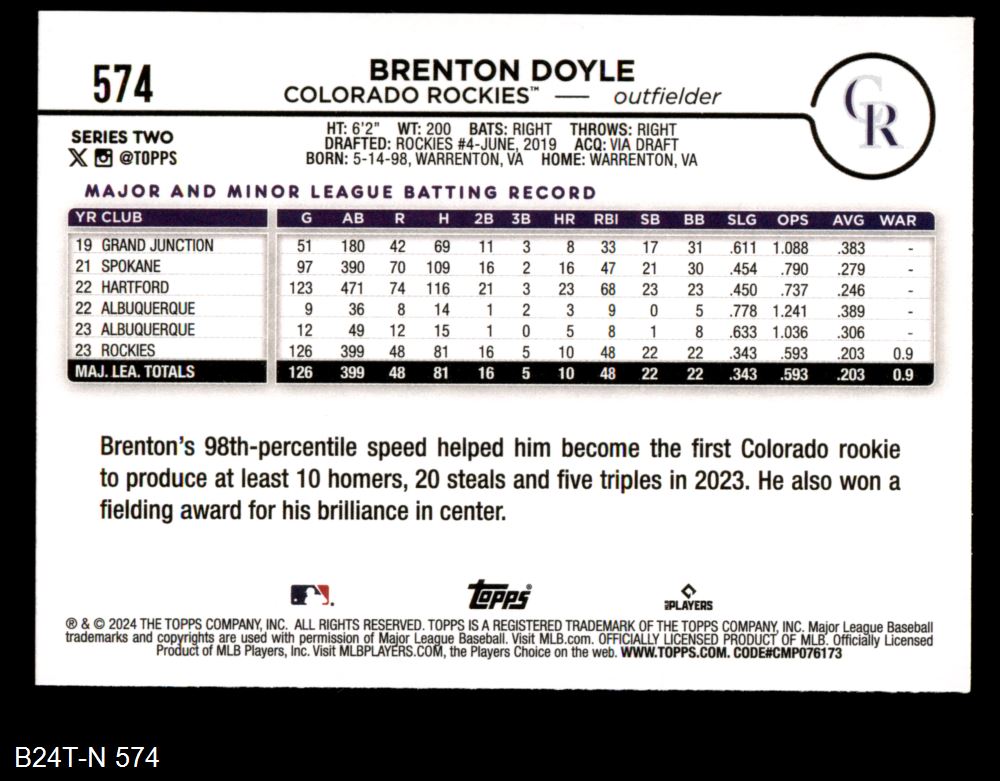 574
BRENTON DOYLE
COLORADO ROCKIES™ — outfielder
CR
SERIES TWO
X @TOPPS
HT: 6'2" WT: 200 BATS: RIGHT THROWS: RIGHT
DRAFTED: ROCKIES #4-JUNE, 2019 ACQ: VIA DRAFT
BORN: 5-14-98, WARRENTON, VA HOME: WARRENTON, VA
MAJOR AND MINOR LEAGUE BATTING RECORD
YR CLUB G AB R H 2B 3B HR RBI SB BB SLG OPS AVG WAR
19 GRAND JUNCTION 51 180 42 69 11 3 8 33 17 31 .611 1.088 .383 -
21 SPOKANE 97 390 70 109 16 2 16 47 21 30 .454 .790 .279 -
22 HARTFORD 123 471 74 116 21 3 23 68 23 23 .450 .737 .246 -
22 ALBUQUERQUE 9 36 8 14 1 2 3 9 0 5 .778 1.241 .389 -
23 ALBUQUERQUE 12 49 12 15 1 0 5 8 1 8 .633 1.036 .306 -
23 ROCKIES 126 399 48 81 16 5 10 48 22 22 .343 .593 .203 0.9
MAJ. LEA. TOTALS 126 399 48 81 16 5 10 48 22 22 .343 .593 .203 0.9
Brenton's 98th-percentile speed helped him become the first Colorado rookie
to produce at least 10 homers, 20 steals and five triples in 2023. He also won a
fielding award for his brilliance in center.
Topps®
MLBPLAYERS
® & © 2024 THE TOPPS COMPANY, INC. ALL RIGHTS RESERVED. TOPPS IS A REGISTERED TRADEMARK OF THE TOPPS COMPANY, INC. Major League Baseball
trademarks and copyrights are used with permission of Major League Baseball. Visit MLB.com. OFFICIALLY LICENSED PRODUCT OF MLB. Officially Licensed
Product of MLB Players, Inc. Visit MLBPLAYERS.COM, the Players Choice on the web. WWW.TOPPS.COM. CODE#CMP076173
B24T-N 574